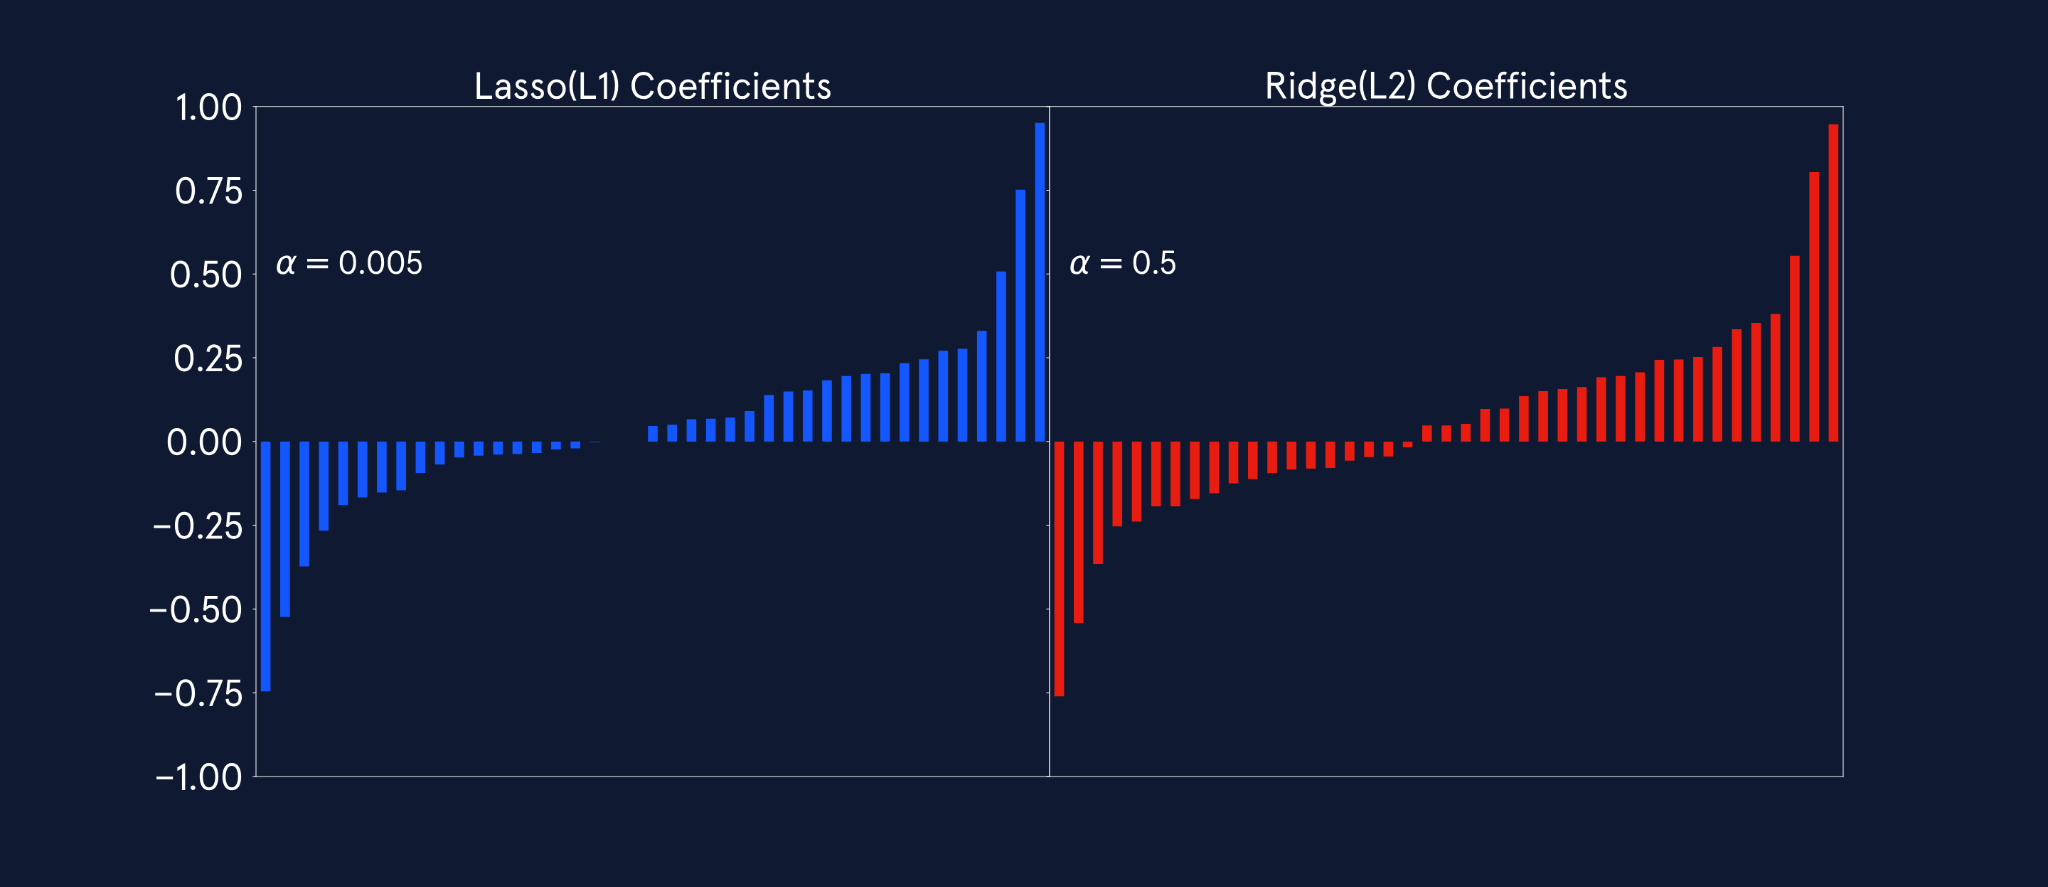 Lasso(L1) Coefficients
Ridge(L2) Coefficients
1.00
0.75
0.50
0.25
0.00
−0.25
−0.50
−0.75
−1.00
α = 0.005
α = 0.5